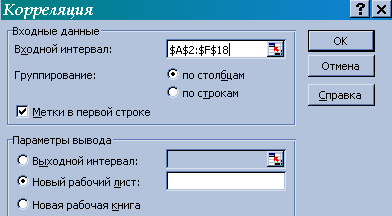 Корреляция
Входные данные
Входной интервал: $A$2:$F$18
Группирование: по столбцам
по строкам
Метки в первой строке
Параметры вывода
Выходной интервал:
Новый рабочий лист:
Новая рабочая книга
OK
Отмена
Справка